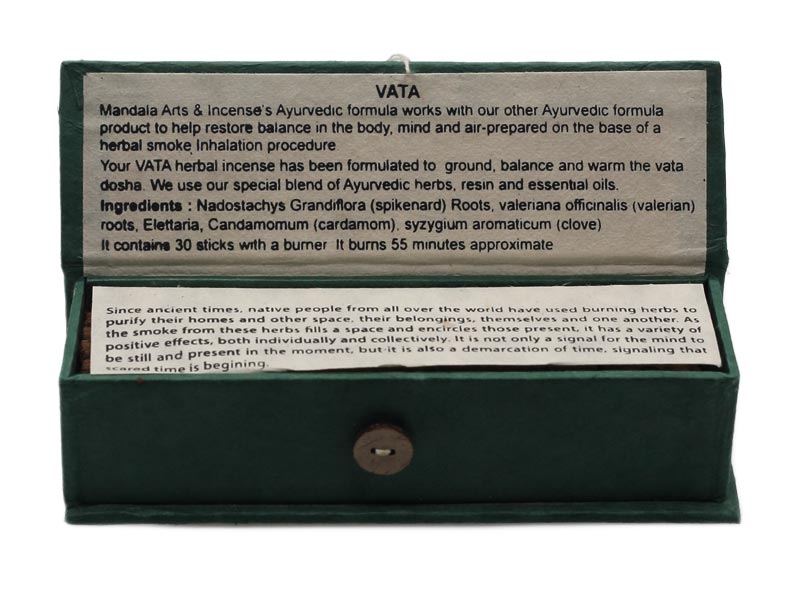 VATA
Mandala Arts & Incense's Ayurvedic formula works with our other Ayurvedic formula
product to help restore balance in the body, mind and air-prepared on the base of a
herbal smoke Inhalation procedure
Your VATA herbal incense has been formulated to ground, balance and warm the vata
dosha. We use our special blend of Ayurvedic herbs, resin and essential oils.
Ingredients : Nadostachys Grandiflora (spikenard) Roots, valeriana officinalis (valerian)
roots, Elettaria, Candamomum (cardamom), syzygium aromaticum (clove)
It contains 30 sticks with a burner It burns 55 minutes approximate
Since ancient times, native people from all over the world have used burning herbs to
purify their homes and other space, their belongings, themselves and one another. As
the smoke from these herbs fills a space and encircles those present, it has a variety of
positive effects, both individually and collectively. It is not only a signal for the mind to
be still and present in the moment, but it is also a demarcation of time, signaling that
scared time is begining.